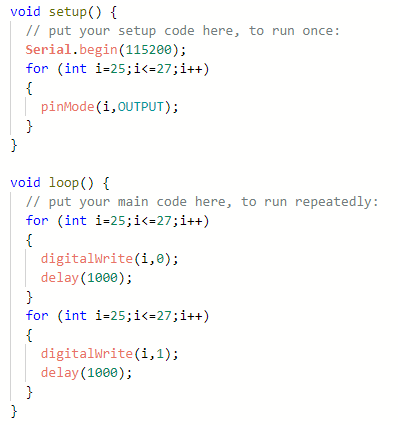 void setup() {
  // put your setup code here, to run once:
  Serial.begin(115200);
  for (int i=25;i<=27;i++)
  {
    pinMode(i,OUTPUT);
  }
}

void loop() {
  // put your main code here, to run repeatedly:
  for (int i=25;i<=27;i++)
  {
    digitalWrite(i,0);
    delay(1000);
  }
  for (int i=25;i<=27;i++)
  {
    digitalWrite(i,1);
    delay(1000);
  }
}